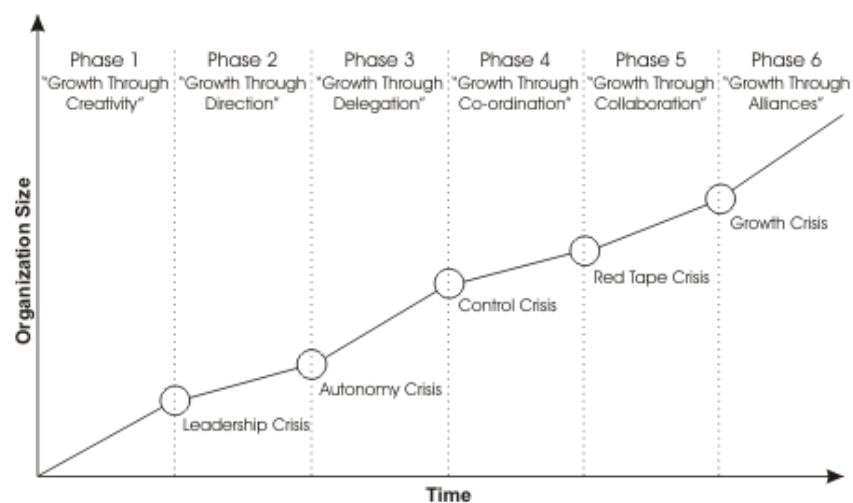 Phase 1
"Growth Through
Creativity"
Phase 2
"Growth Through
Direction"
Phase 3
"Growth Through
Delegation"
Phase 4
"Growth Through
Co-ordination"
Phase 5
"Growth Through
Collaboration"
Phase 6
"Growth Through
Alliances"
Organization Size
Growth Crisis
Red Tape Crisis
Control Crisis
Autonomy Crisis
Leadership Crisis
Time